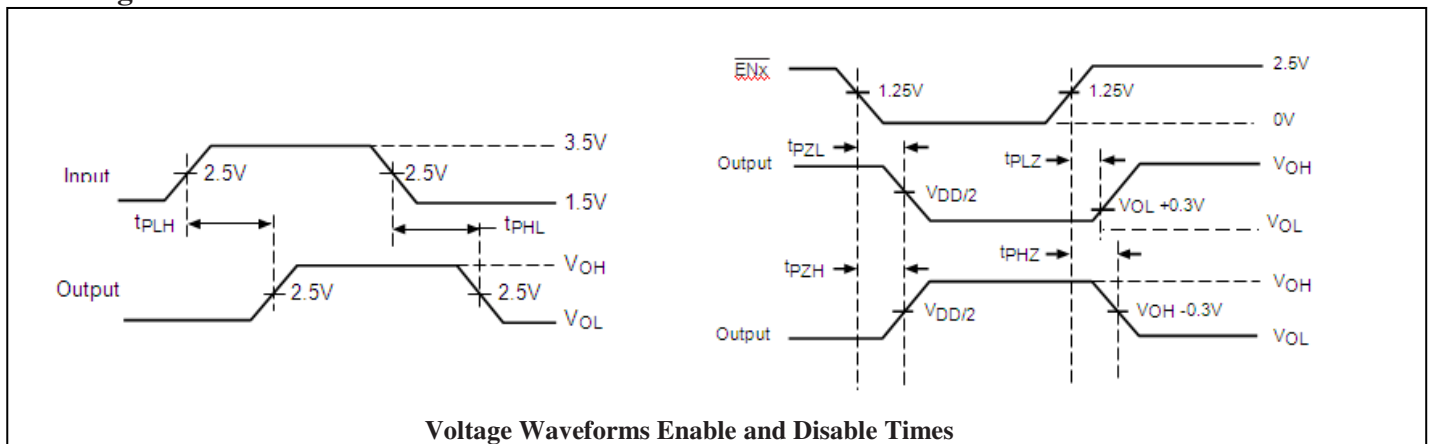 Input
2.5V
2.5V
3.5V
1.5V
tPLH
tPHL
Output
2.5V
2.5V
VOH
VOL
ENx
1.25V
1.25V
2.5V
0V
Output
tPZL
VDD/2
tPLZ
VOH
VOL +0.3V
VOL
tPZH
tPHZ
Output
VDD/2
VOH
VOH -0.3V
VOL
Voltage Waveforms Enable and Disable Times